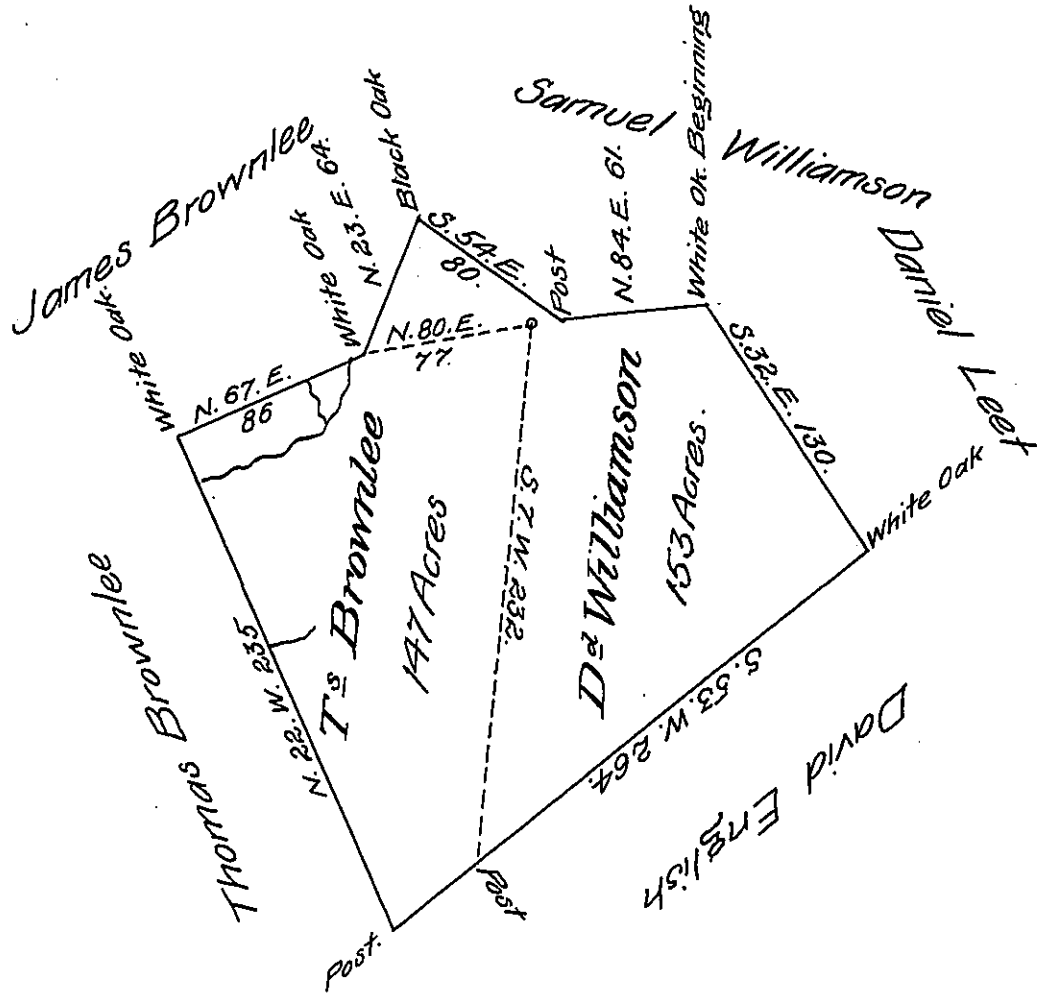 James Brownlee
White Oak.
N. 67. E.
86
White Oak
N. 23. E. 64.
Black Oak
S. 54. E.
80.
Post
N. 84. E. 61.
White Ok. Beginning
Samuel Williamson
Daniel Leet
S. 32. E. 130.
White Oak
S. 53. W. 264.
David English
Post
Post.
N. 22. W. 235
Thomas Brownlee
N. 80. E.
77.
S. 7. W. 232.
Ts Brownlee
147 Acres
Dd Williamson
153 Acres.